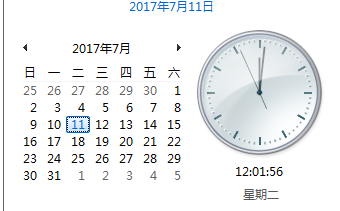 2017年7月11日
2017年7月
日 一 二 三 四 五 六
25 26 27 28 29 30 1
2 3 4 5 6 7 8
9 10 11 12 13 14 15
16 17 18 19 20 21 22
23 24 25 26 27 28 29
30 31 1 2 3 4 5
12:01:56
星期二